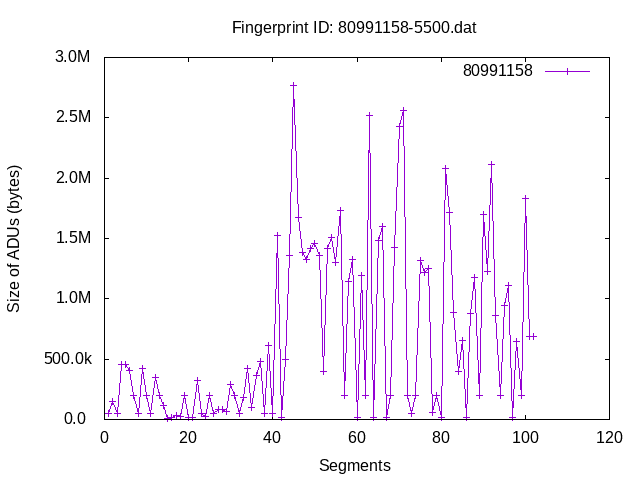 Fingerprint ID: 80991158-5500.dat
3.0M
80991158
2.5M
2.0M
1.5M
1.0M
500.0k
0.0
0 20 40 60 80 100 120
Size of ADUs (bytes)
Segments